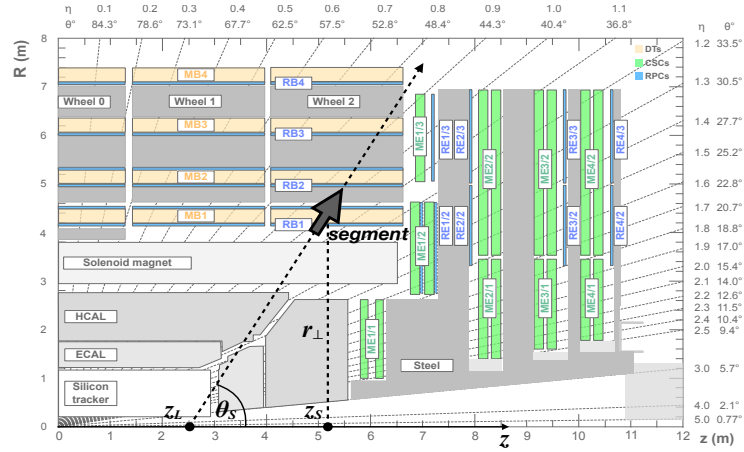 η 0.1 0.2 0.3 0.4 0.5 0.6 0.7 0.8 0.9 1.0 1.1
θ° 84.3° 78.6° 73.1° 67.7° 62.5° 57.5° 52.8° 48.4° 44.3° 40.4° 36.8° η θ°
R (m)
8
7
6
5
4
3
2
1
0
MB4
RB4
Wheel 0
Wheel 1
Wheel 2
MB3
RB3
MB2
RB2
MB1
RB1
segment
Solenoid magnet
HCAL
ECAL
Silicon
tracker
r⊥
z_L
θ_S
z_S
z
ME1/3
RE1/3
RE2/3
ME2/2
ME3/2
RE3/3
ME4/2
RE4/3
ME1/2
RE1/2
RE2/2
RE3/2
RE4/2
ME1/1
ME2/1
ME3/1
ME4/1
Steel
DTs
CSCs
RPCs
1.2 33.5°
1.3 30.5°
1.4 27.7°
1.5 25.2°
1.6 22.8°
1.7 20.7°
1.8 18.8°
1.9 17.0°
2.0 15.4°
2.1 14.0°
2.2 12.6°
2.3 11.5°
2.4 10.4°
2.5 9.4°
3.0 5.7°
4.0 2.1°
5.0 0.77°
0 1 2 3 4 5 6 7 8 9 10 11 12 z (m)